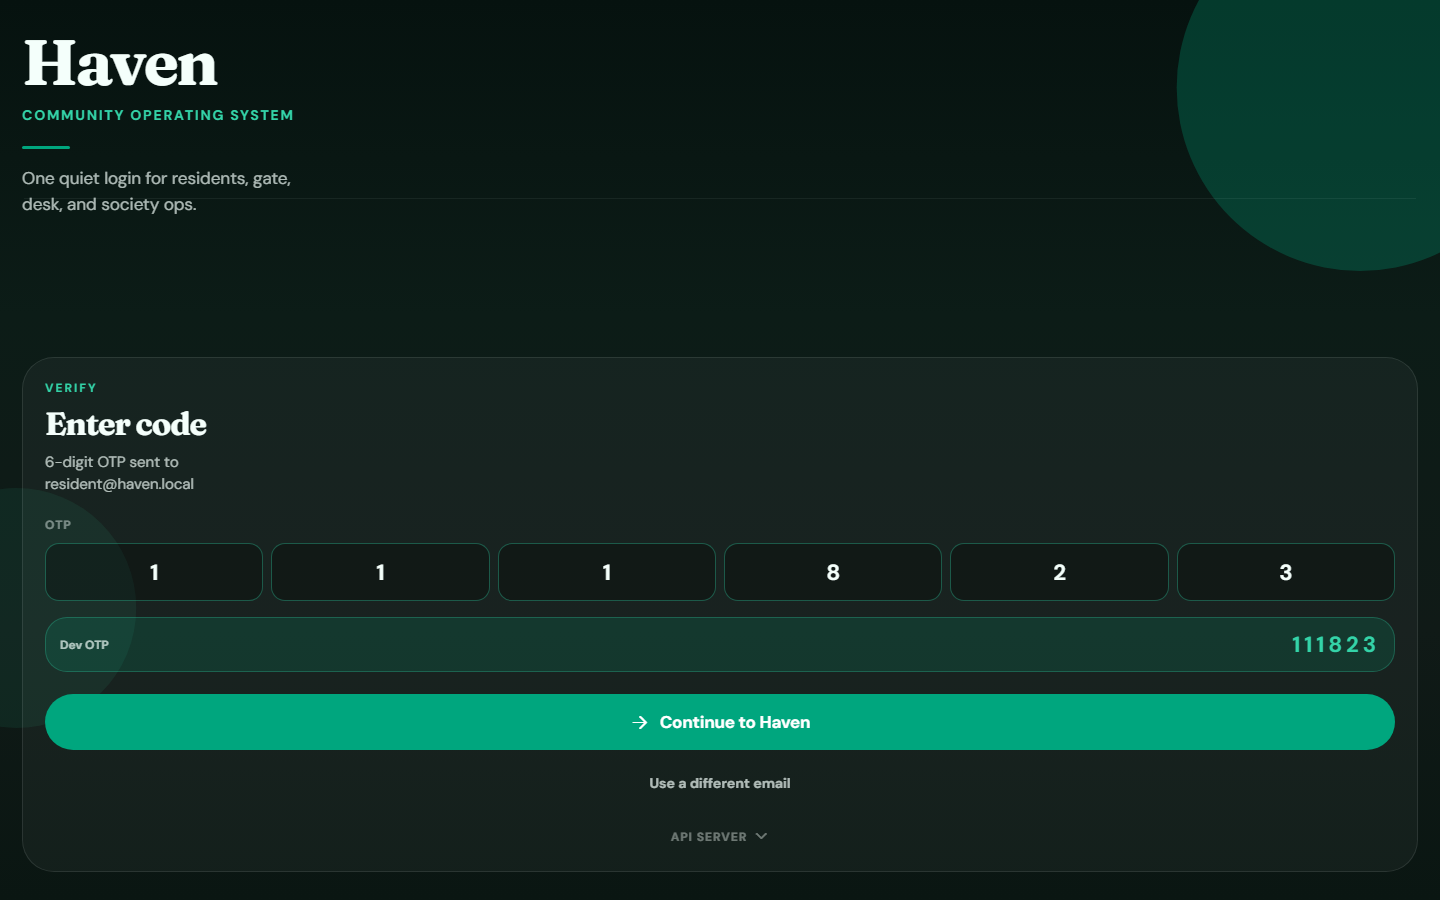 Haven
COMMUNITY OPERATING SYSTEM
One quiet login for residents, gate,
desk, and society ops.
VERIFY
Enter code
6-digit OTP sent to
resident@haven.local
OTP
1 1 1 8 2 3
Dev OTP 111823
→ Continue to Haven
Use a different email
API SERVER